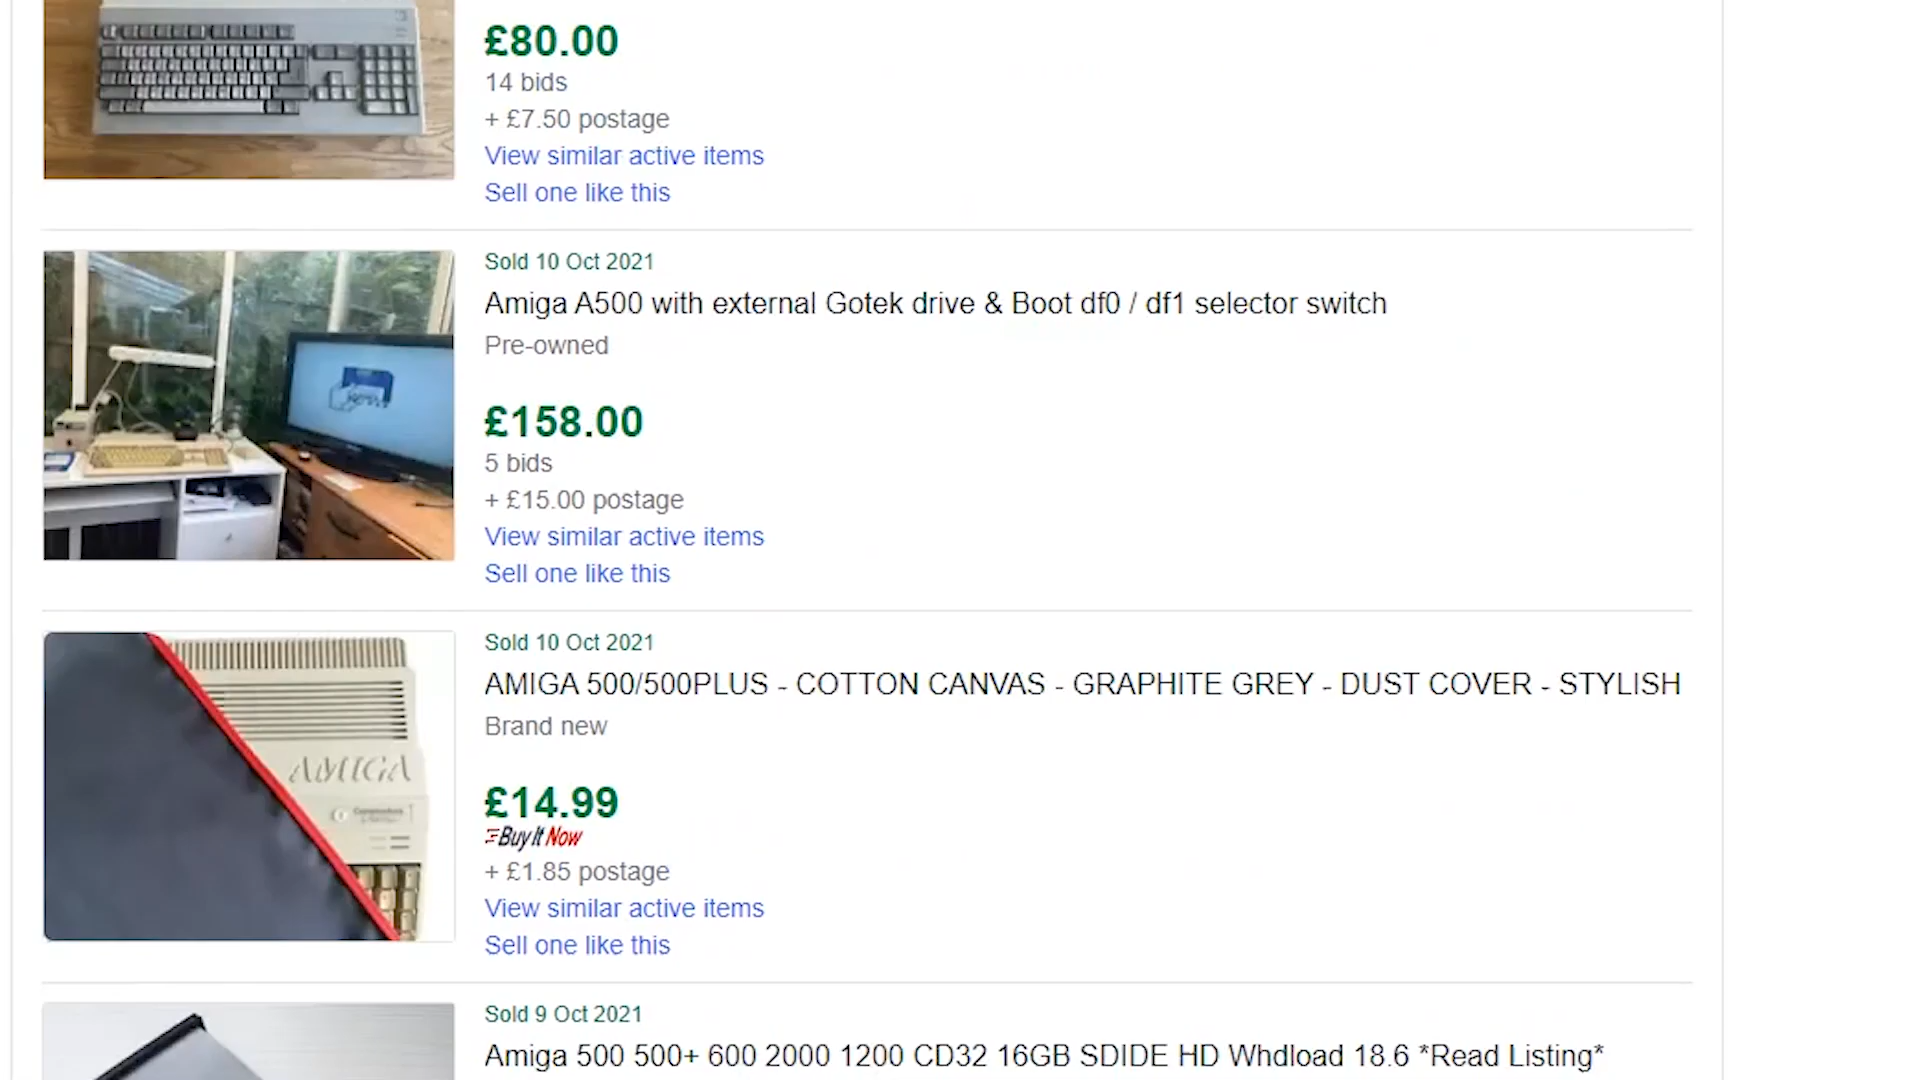 £80.00
14 bids
+ £7.50 postage
View similar active items
Sell one like this
Sold 10 Oct 2021
Amiga A500 with external Gotek drive & Boot df0 / df1 selector switch
Pre-owned
£158.00
5 bids
+ £15.00 postage
View similar active items
Sell one like this
AMIGA
Commodore
Sold 10 Oct 2021
AMIGA 500/500PLUS - COTTON CANVAS - GRAPHITE GREY - DUST COVER - STYLISH
Brand new
£14.99
Buy It Now
+ £1.85 postage
View similar active items
Sell one like this
Sold 9 Oct 2021
Amiga 500 500+ 600 2000 1200 CD32 16GB SDIDE HD Whdload 18.6 *Read Listing*